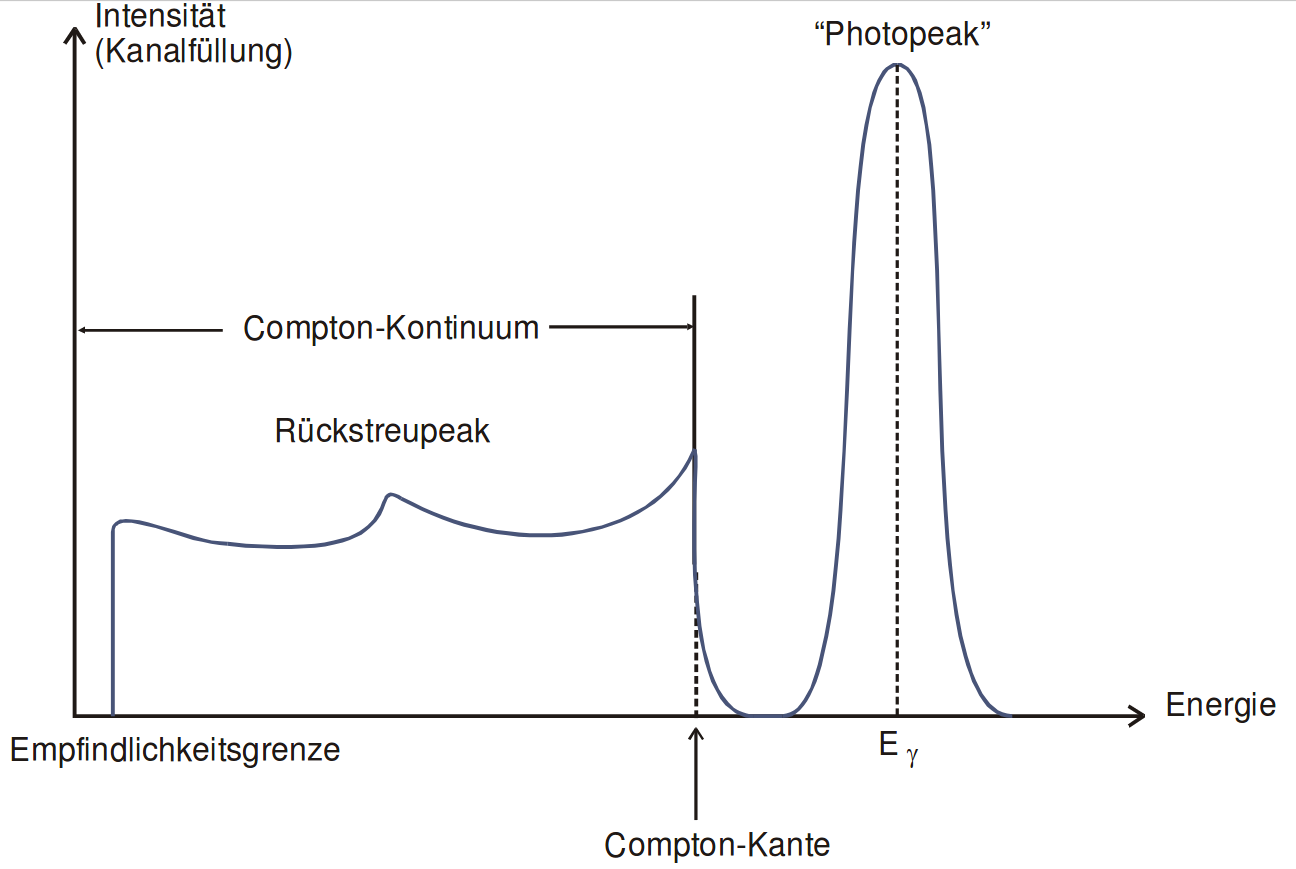 Intensität
(Kanalfüllung)
“Photopeak”
Compton-Kontinuum
Rückstreupeak
Energie
Empfindlichkeitsgrenze
E γ
Compton-Kante